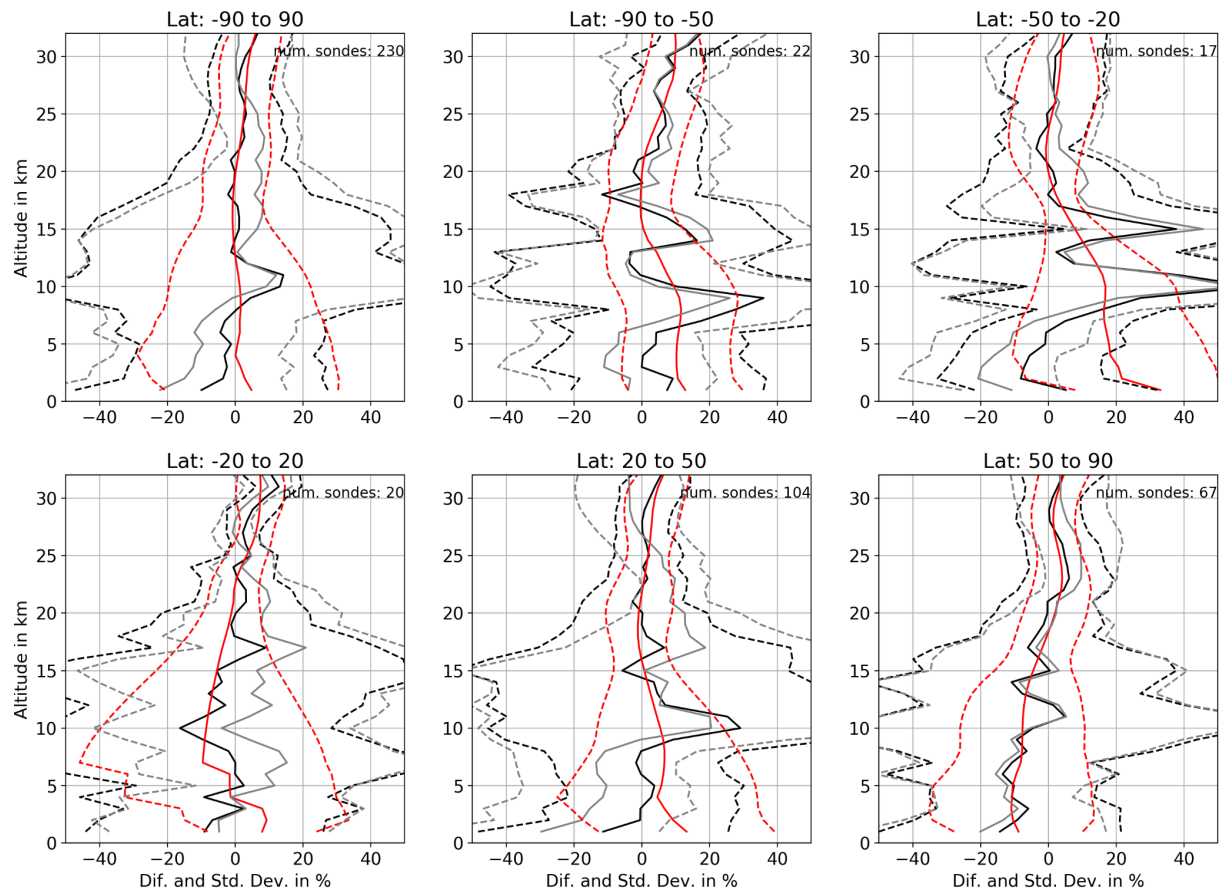 Lat: -90 to 90
num. sondes: 230
Altitude in km
30
25
20
15
10
5
0
−40 −20 0 20 40
Lat: -90 to -50
num. sondes: 22
30
25
20
15
10
5
0
−40 −20 0 20 40
Lat: -50 to -20
num. sondes: 17
30
25
20
15
10
5
0
−40 −20 0 20 40
Lat: -20 to 20
num. sondes: 20
Altitude in km
30
25
20
15
10
5
0
−40 −20 0 20 40
Dif. and Std. Dev. in %
Lat: 20 to 50
num. sondes: 104
30
25
20
15
10
5
0
−40 −20 0 20 40
Dif. and Std. Dev. in %
Lat: 50 to 90
num. sondes: 67
30
25
20
15
10
5
0
−40 −20 0 20 40
Dif. and Std. Dev. in %